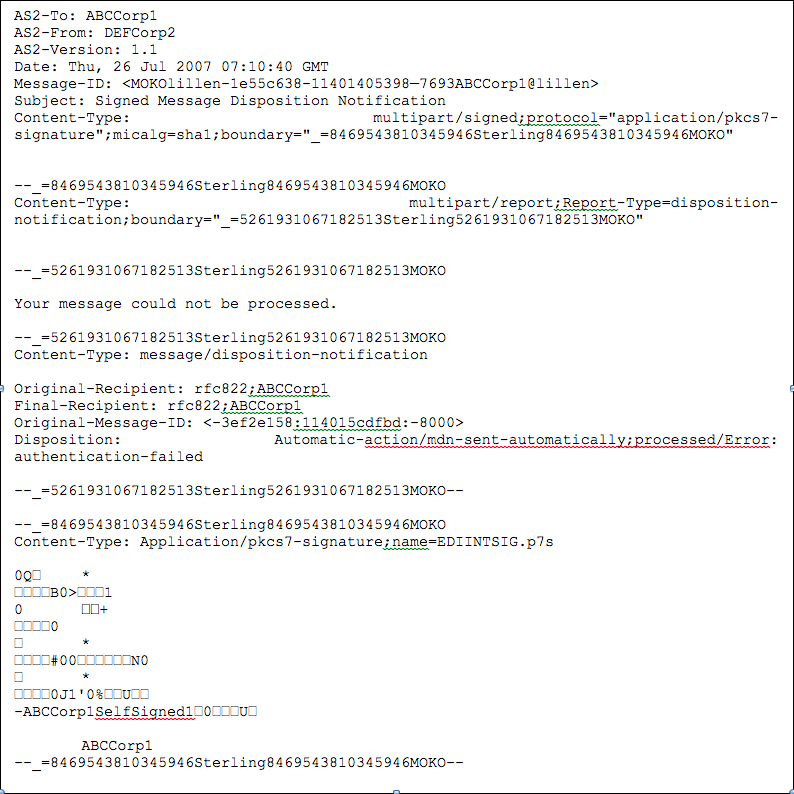 AS2-To: ABCCorp1
AS2-From: DEFCorp2
AS2-Version: 1.1
Date: Thu, 26 Jul 2007 07:10:40 GMT
Message-ID: <MOKOlillen-1e55c638-11401405398—7693ABCCorp1@lillen>
Subject: Signed Message Disposition Notification
Content-Type: multipart/signed;protocol="application/pkcs7-
signature";micalg=sha1;boundary="_=8469543810345946Sterling8469543810345946MOKO"
--_=8469543810345946Sterling8469543810345946MOKO
Content-Type: multipart/report;Report-Type=disposition-
notification;boundary="_=5261931067182513Sterling5261931067182513MOKO"
--_=5261931067182513Sterling5261931067182513MOKO
Your message could not be processed.
--_=5261931067182513Sterling5261931067182513MOKO
Content-Type: message/disposition-notification
Original-Recipient: rfc822;ABCCorp1
Final-Recipient: rfc822;ABCCorp1
Original-Message-ID: <-3ef2e158:114015cdfbd:-8000>
Disposition: Automatic-action/mdn-sent-automatically;processed/Error:
authentication-failed
--_=5261931067182513Sterling5261931067182513MOKO--
--_=8469543810345946Sterling8469543810345946MOKO
Content-Type: Application/pkcs7-signature;name=EDIINTSIG.p7s
0Q□ *
□□□□B0>□□□1
0 □□+
□□□□0
□ *
□□□□#00□□□□□□N0
□ *
□□□□0J1'0%□□U□□
-ABCCorp1SelfSigned1□0□□□U□
ABCCorp1
--_=8469543810345946Sterling8469543810345946MOKO--